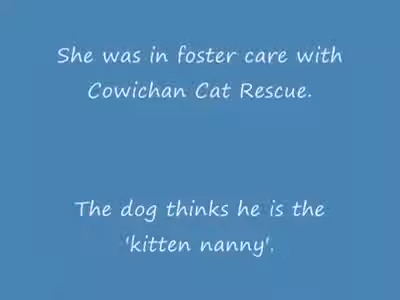 She was in foster care with
Cowichan Cat Rescue.
The dog thinks he is the
'kitten nanny'.